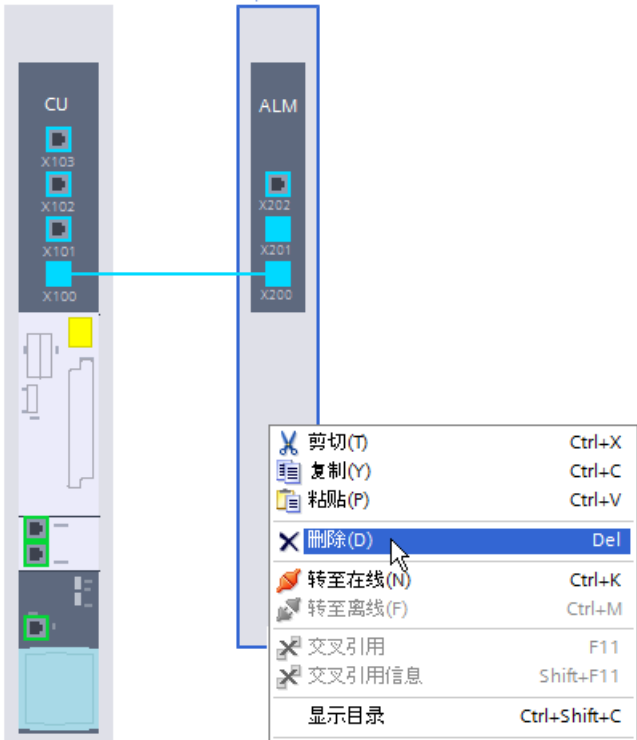 CU
X103
X102
X101
X100
ALM
X202
X201
X200
剪切(T) Ctrl+X
复制(Y) Ctrl+C
粘贴(P) Ctrl+V
删除(D) Del
转至在线(N) Ctrl+K
转至离线(F) Ctrl+M
交叉引用 F11
交叉引用信息 Shift+F11
显示目录 Ctrl+Shift+C